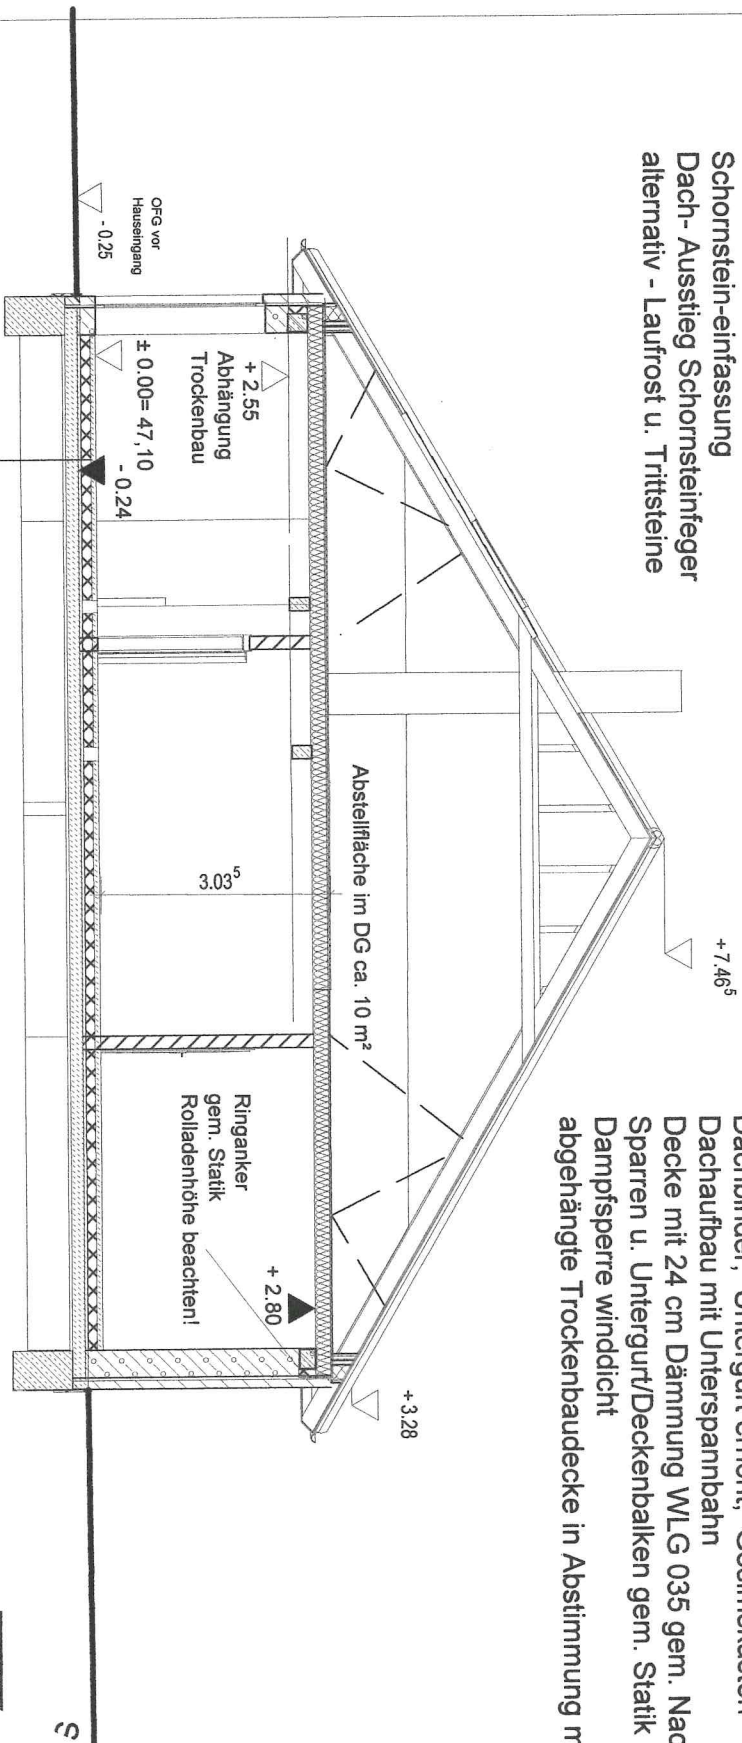 Schornstein-einfassung
Dach- Ausstieg Schornsteinfeger
alternativ - Laufrost u. Trittsteine
Dachaufbau mit Unterspannbahn
Decke mit 24 cm Dämmung WLG 035 gem.
Sparren u. Untergurt/Deckenbalken gem. Statik
Dampfsperre winddicht
abgehängte Trockenbaudecke in Abstimmung
+ 7.46⁵
+ 3.28
Abstellfläche im DG ca. 10 m²
+ 2.55
Abhängung
Trockenbau
3.03⁵
Ringanker
gem. Statik
Rolladenhöhe beachten!
+ 2.80
OFG vor
Hauseingang
- 0.25
± 0.00= 47,10
- 0.24